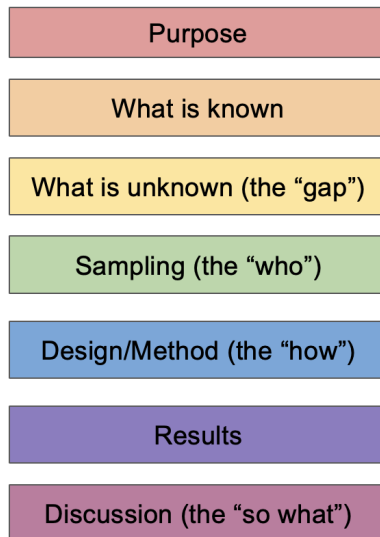 Purpose
What is known
What is unknown (the “gap”)
Sampling (the “who”)
Design/Method (the “how”)
Results
Discussion (the “so what”)